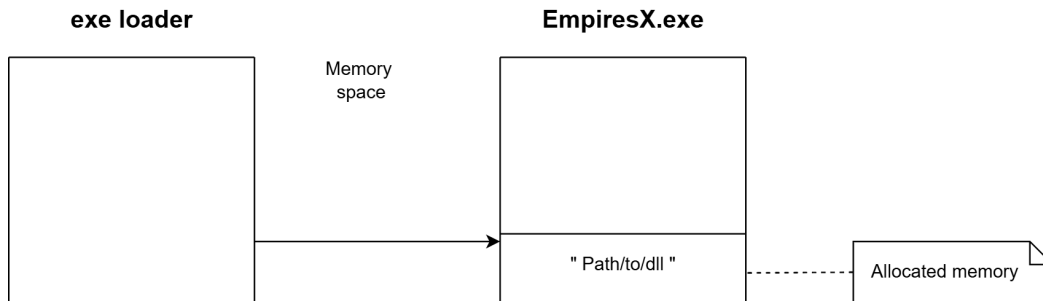 exe loader
EmpiresX.exe
Memory
space
" Path/to/dll "
Allocated memory